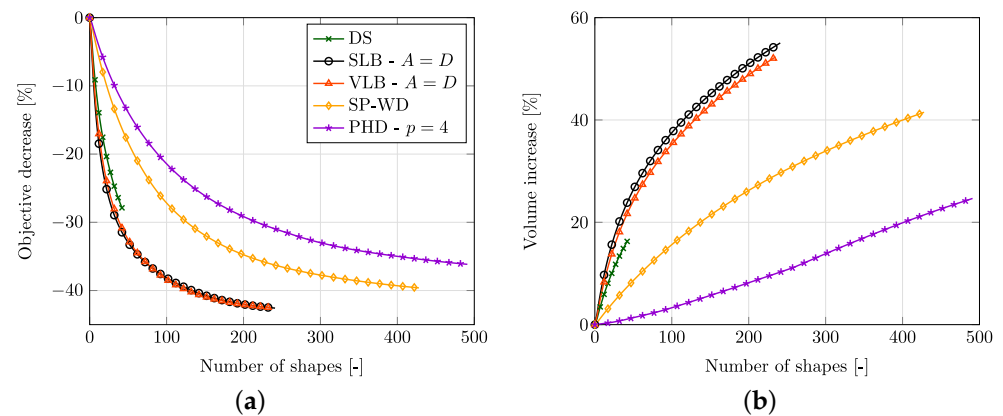 Objective decrease [%]
0
−10
−20
−30
−40
0
100
200
300
400
500
Number of shapes [-]
DS
SLB - A = D
VLB - A = D
SP-WD
PHD - p = 4
(a)
Volume increase [%]
60
40
20
0
0
100
200
300
400
500
Number of shapes [-]
(b)